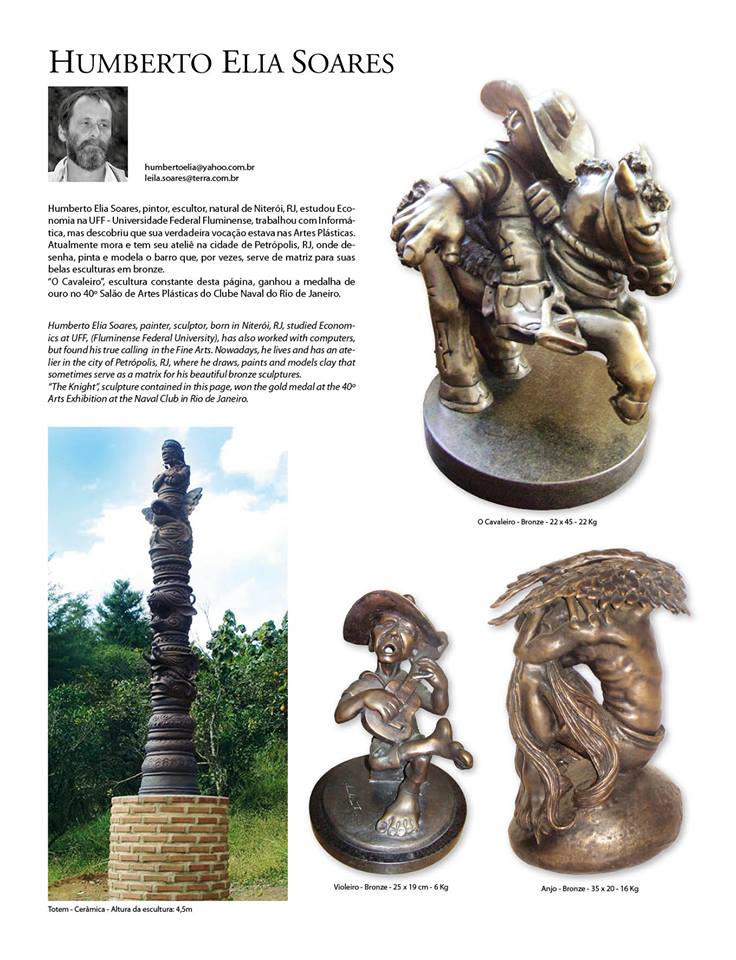 HUMBERTO ELIA SOARES
humbertoelia@yahoo.com.br
leila.soares@terra.com.br
Humberto Elia Soares, pintor, escultor, natural de Niterói, RJ, estudou Eco-
nomia na UFF - Universidade Federal Fluminense, trabalhou com Informá-
tica, mas descobriu que sua verdadeira vocação estava nas Artes Plásticas.
Atualmente mora e tem seu ateliê na cidade de Petrópolis, RJ, onde de-
senha, pinta e modela o barro que, por vezes, serve de matriz para suas
belas esculturas em bronze.
"O Cavaleiro", escultura constante desta página, ganhou a medalha de
ouro no 40º Salão de Artes Plásticas do Clube Naval do Rio de Janeiro.
Humberto Elia Soares, painter, sculptor, born in Niterói, RJ, studied Econom-
ics at UFF, (Fluminense Federal University), has also worked with computers,
but found his true calling in the Fine Arts. Nowadays, he lives and has an ate-
lier in the city of Petrópolis, RJ, where he draws, paints and models clay that
sometimes serve as a matrix for his beautiful bronze sculptures.
"The Knight", sculpture contained in this page, won the gold medal at the 40º
Arts Exhibition at the Naval Club in Rio de Janeiro.
O Cavaleiro - Bronze - 22 x 45 - 22 Kg
Violeiro - Bronze - 25 x 19 cm - 6 Kg
Anjo - Bronze - 35 x 20 - 16 Kg
Totem - Cerâmica - Altura da escultura: 4,5m